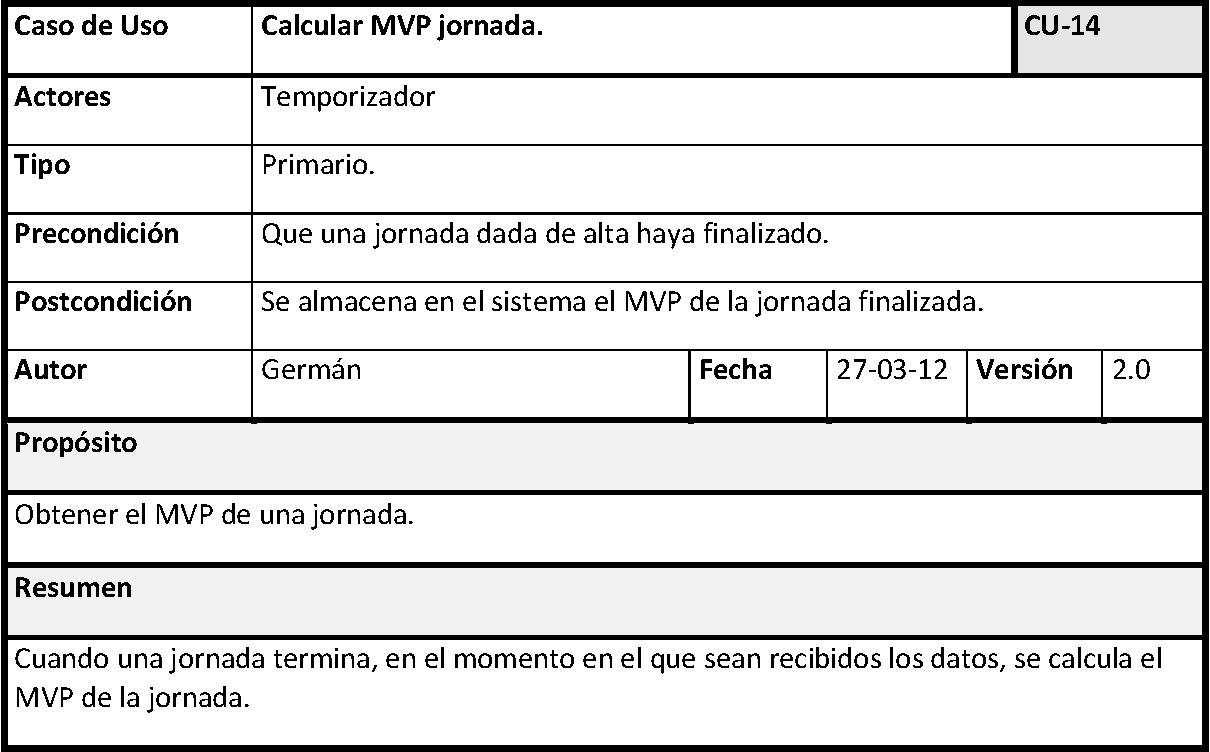 Caso de Uso Calcular MVP jornada. CU-14
Actores Temporizador
Tipo Primario.
Precondición Que una jornada dada de alta haya finalizado.
Postcondición Se almacena en el sistema el MVP de la jornada finalizada.
Autor Germán Fecha 27-03-12 Versión 2.0
Propósito
Obtener el MVP de una jornada.
Resumen
Cuando una jornada termina, en el momento en el que sean recibidos los datos, se calcula el
MVP de la jornada.